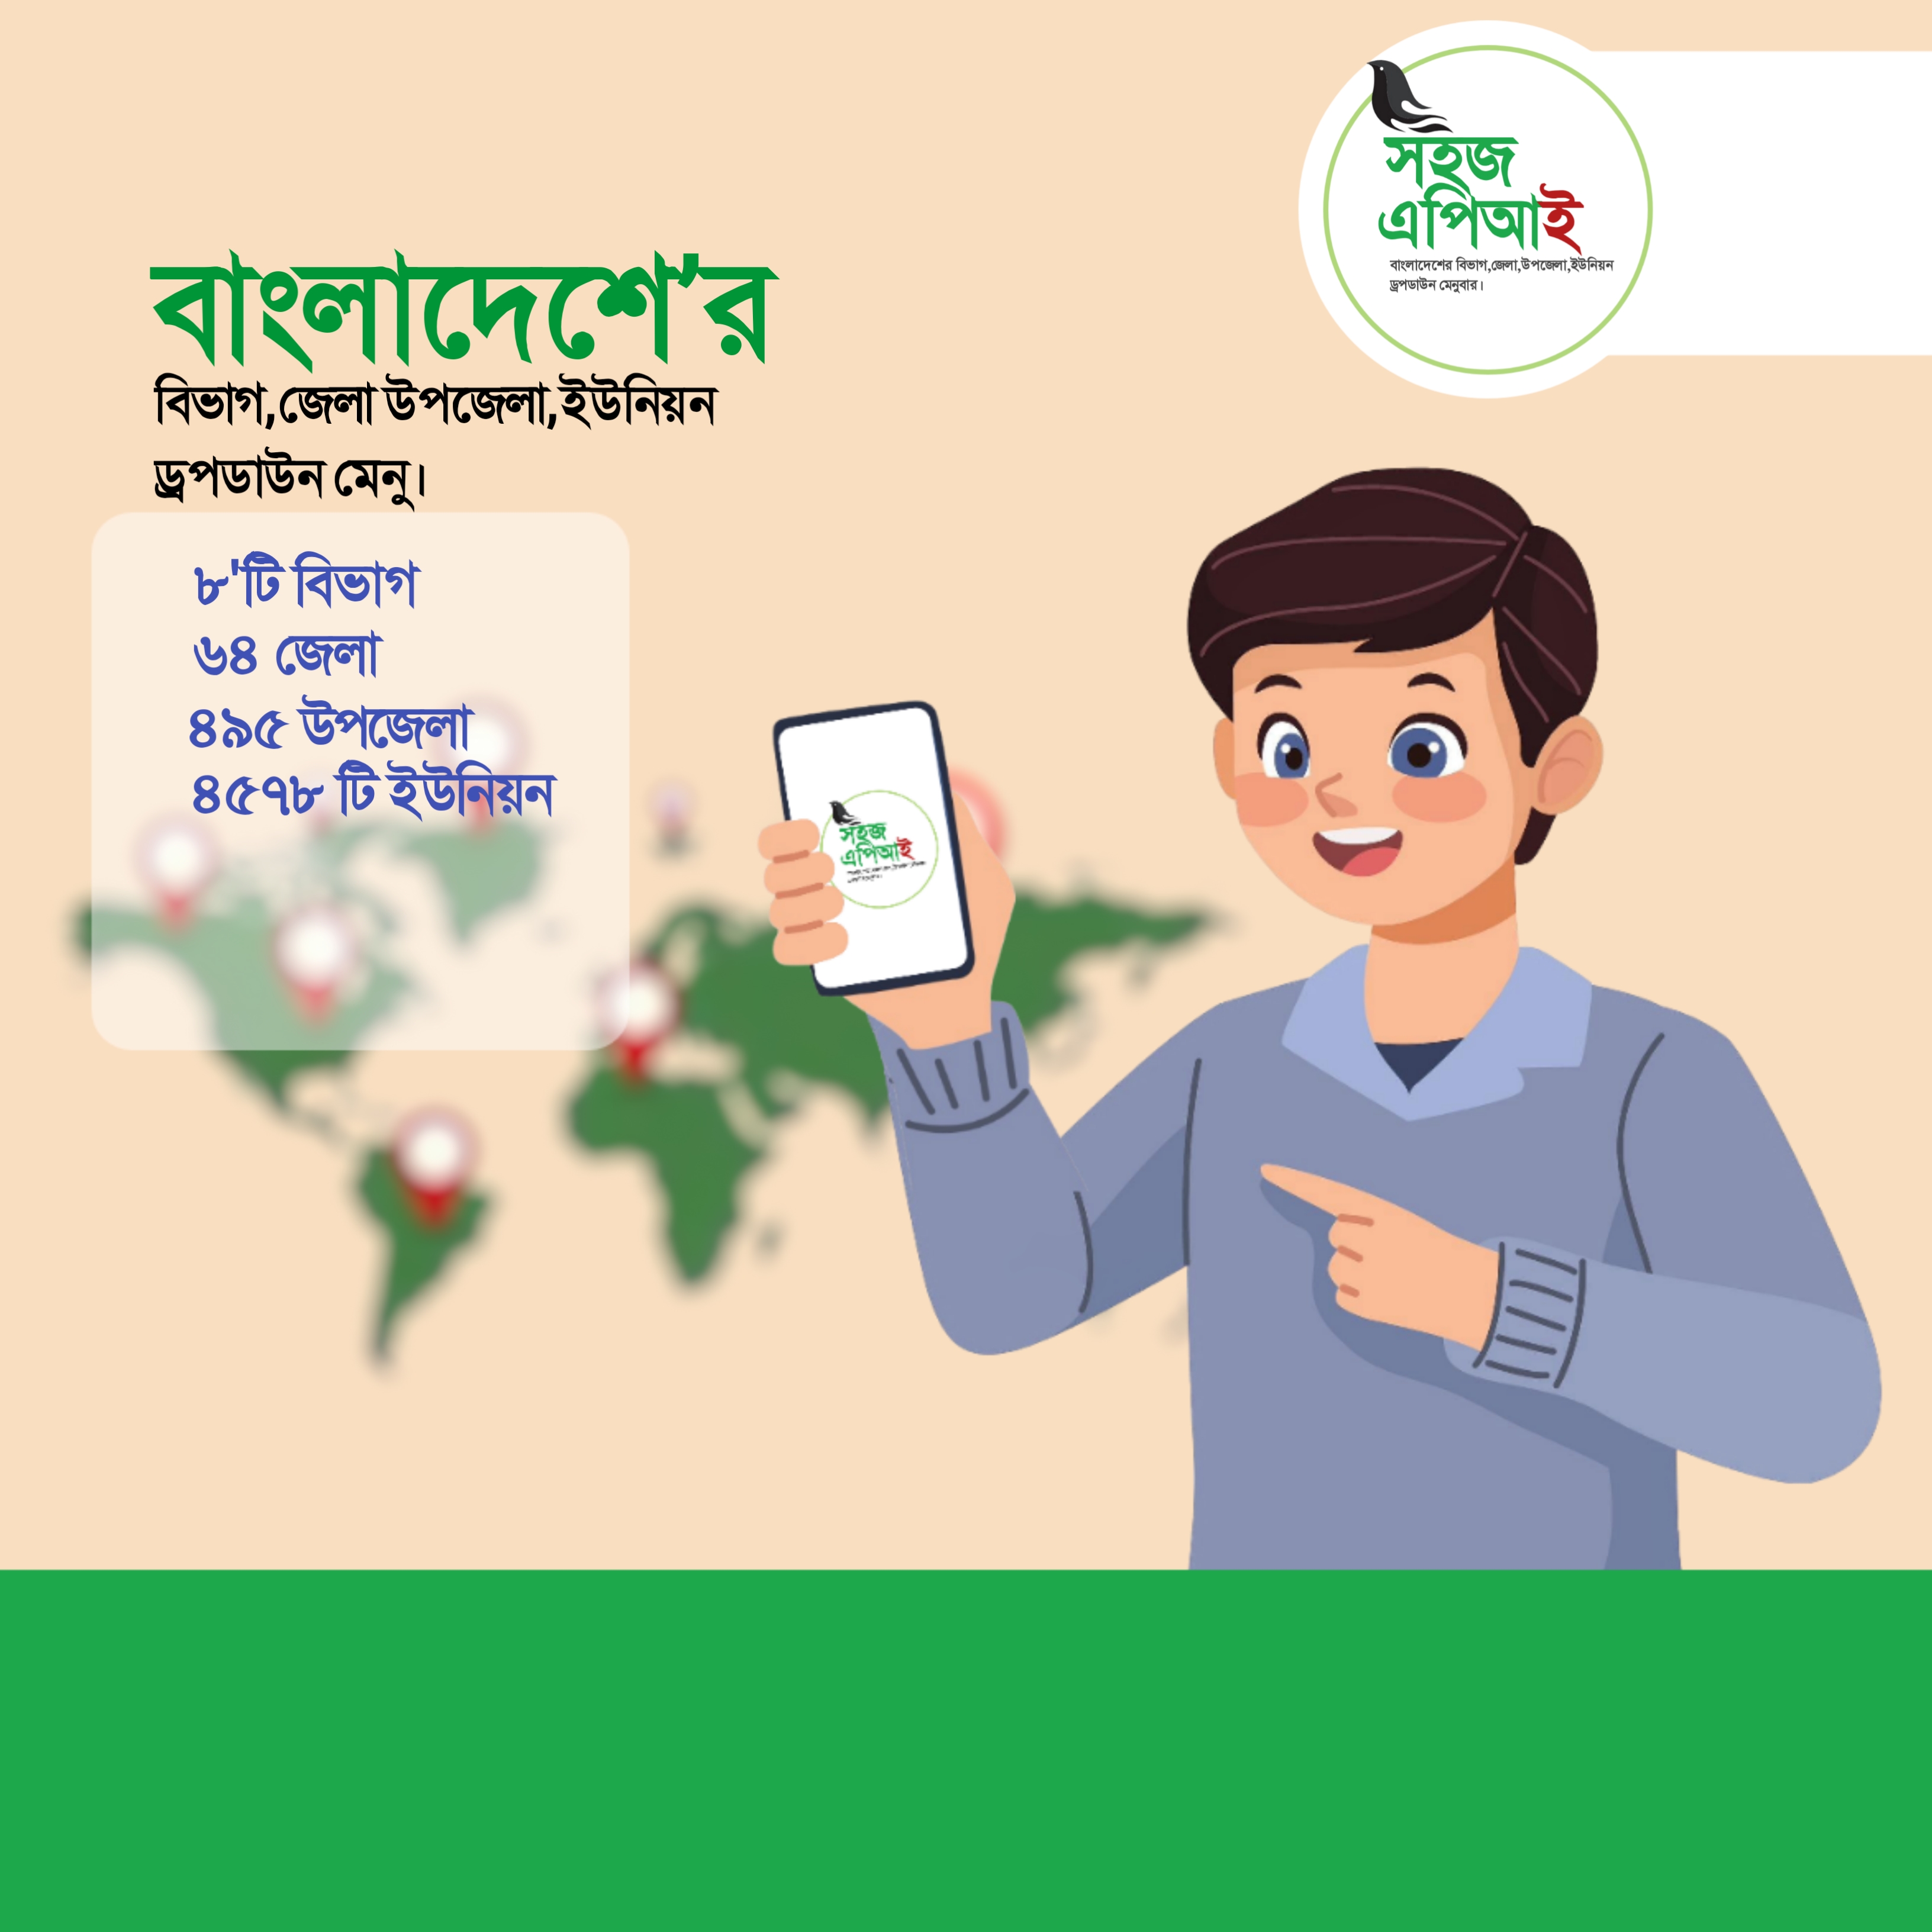 বাংলাদেশে'র
বিভাগ,জেলা উপজেলা,ইউনিয়ন
ড্রপডাউন মেনু।
৮'টি বিভাগ
৬৪ জেলা
৪৯৫ উপজেলা
৪৫৭৮ টি ইউনিয়ন
সহজ
এপিআই
বাংলাদেশের বিভাগ,জেলা,উপজেলা,ইউনিয়ন
ড্রপডাউন মেনুবার।
সহজ
এপিআই